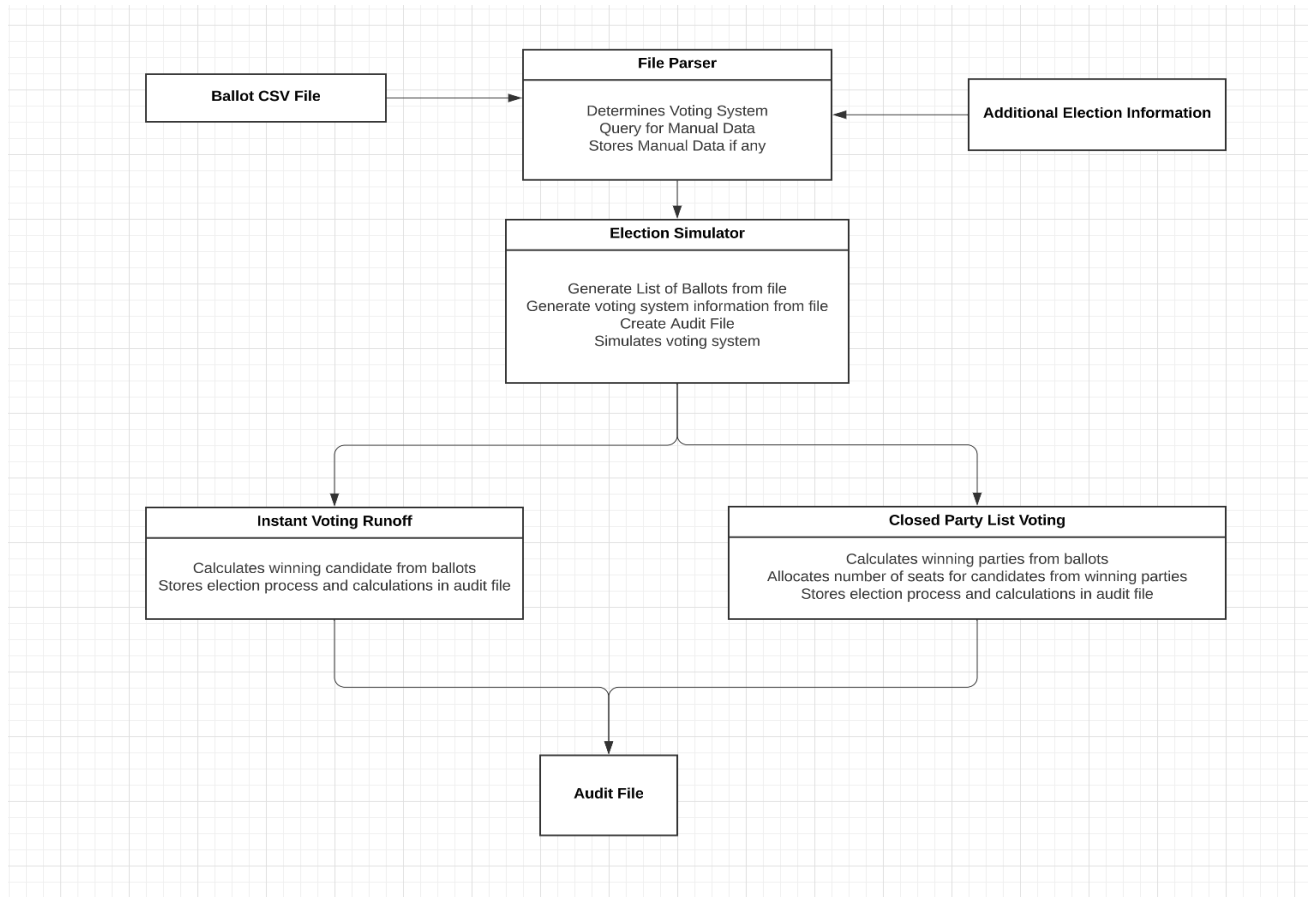 File Parser
Ballot CSV File
Additional Election Information
Determines Voting System
Query for Manual Data
Stores Manual Data if any
Election Simulator
Generate List of Ballots from file
Generate voting system information from file
Create Audit File
Simulates voting system
Instant Voting Runoff
Calculates winning candidate from ballots
Stores election process and calculations in audit file
Closed Party List Voting
Calculates winning parties from ballots
Allocates number of seats for candidates from winning parties
Stores election process and calculations in audit file
Audit File